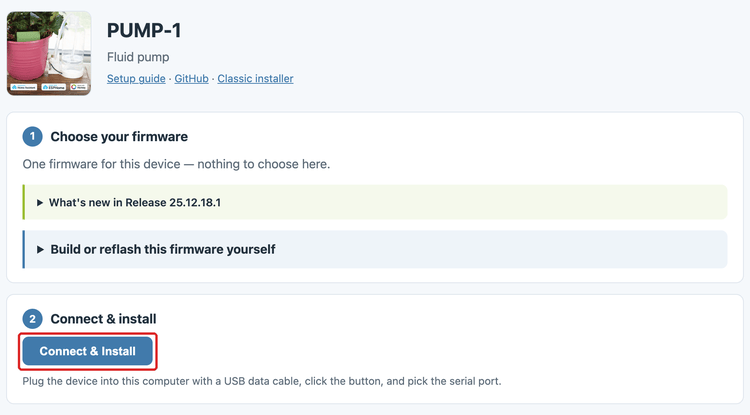 PUMP-1
Fluid pump
Setup guide · GitHub · Classic installer
1 Choose your firmware
One firmware for this device — nothing to choose here.
▶ What's new in Release 25.12.18.1
▶ Build or reflash this firmware yourself
2 Connect & install
Connect & Install
Plug the device into this computer with a USB data cable, click the button, and pick the serial port.